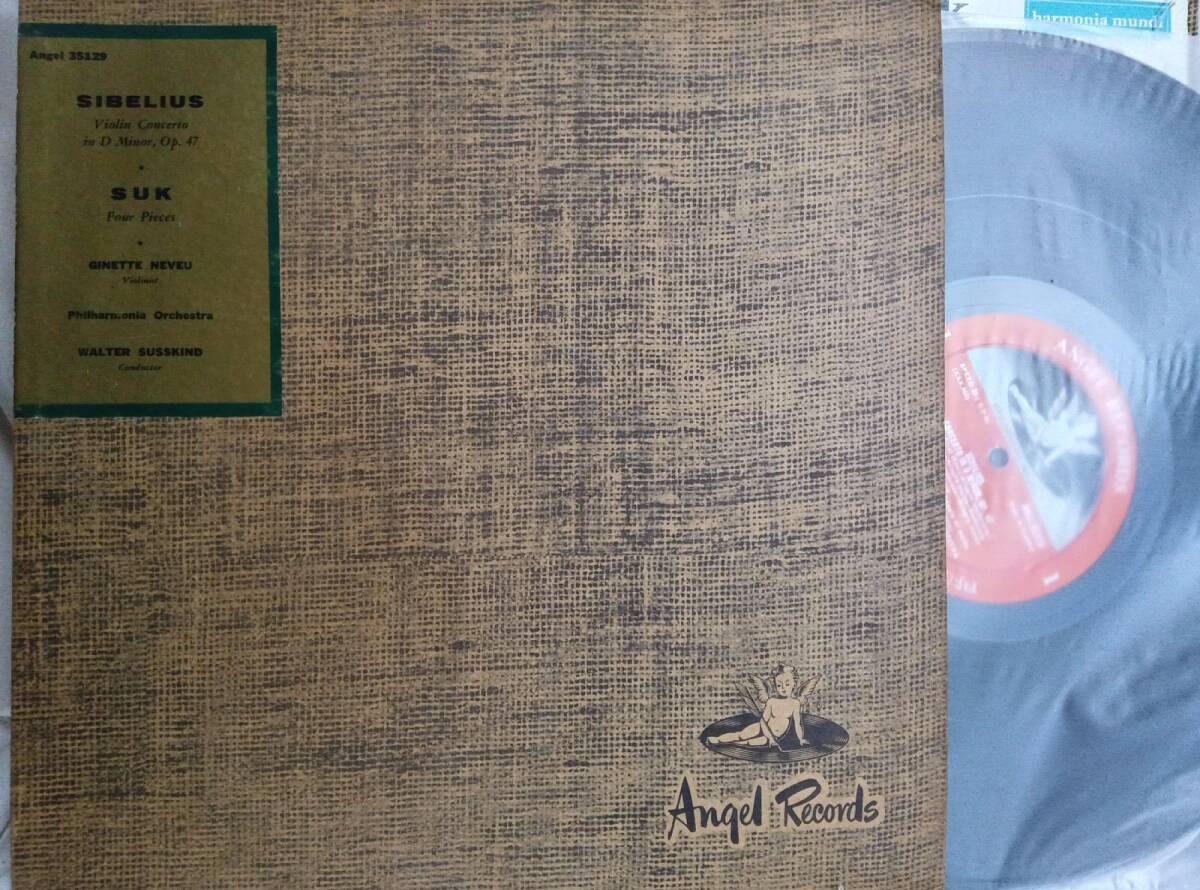 Angel 35129
SIBELIUS
Violin Concerto
in D Minor, Op. 47
SUK
Four Pieces
GINETTE NEVEU
Violinist
Philharmonia Orchestra
WALTER SUSSKIND
Conductor
Angel Records
harmonia mundi
ANGEL